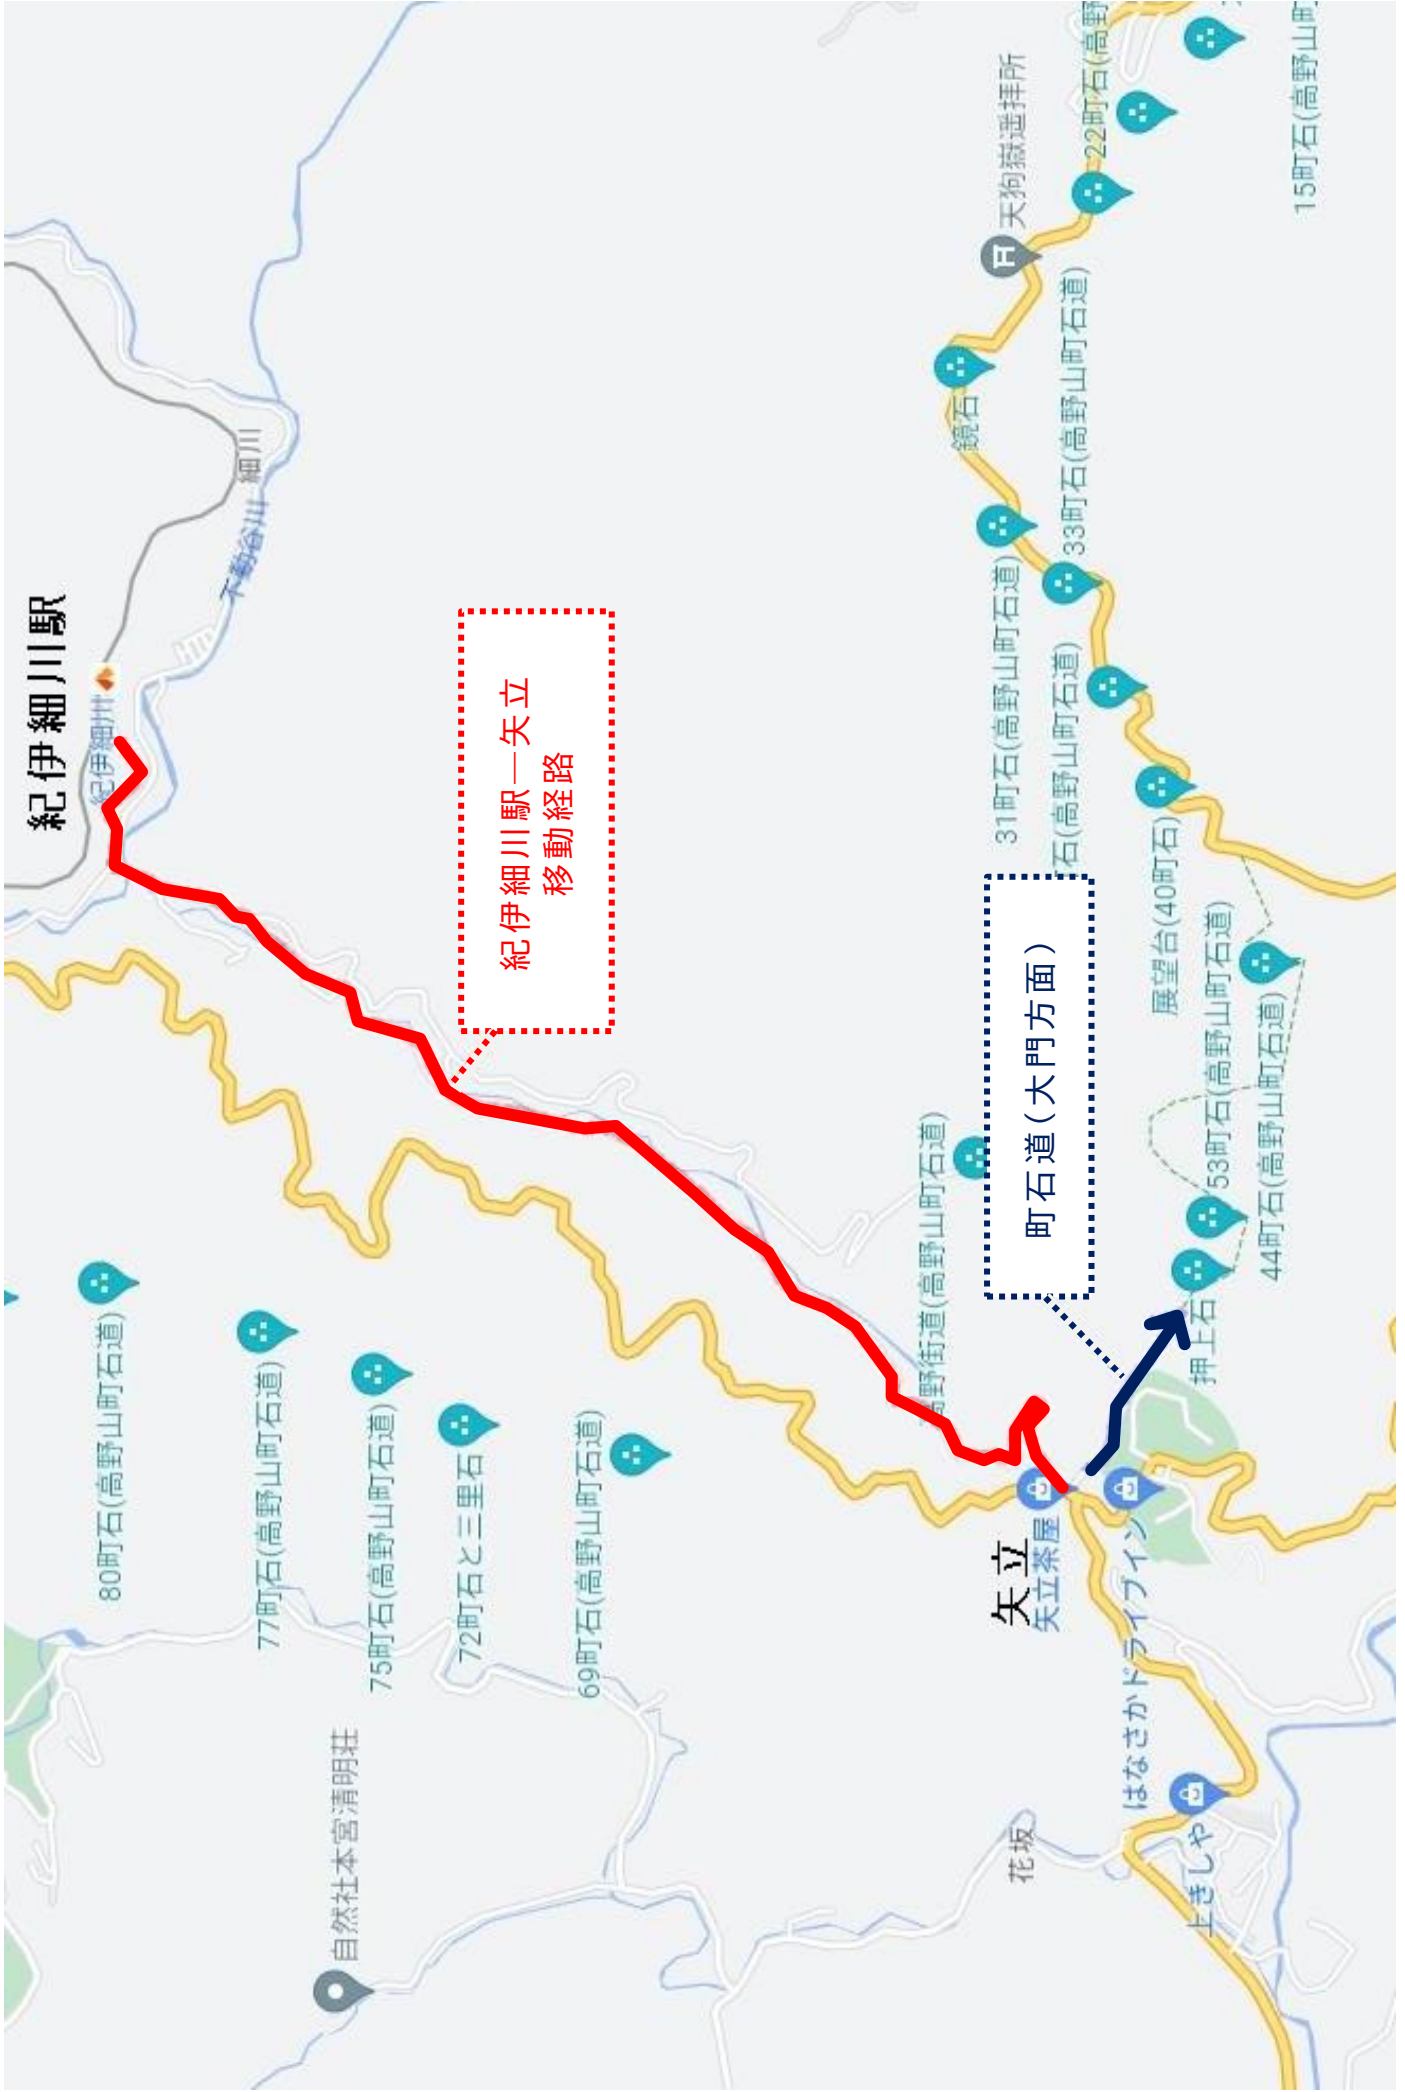 紀伊細川駅
紀伊細川
80町石(高野山町石道)
不動谷川
細川
77町石(高野山町石道)
自然社本宮清明荘
75町石(高野山町石道)
72町石と三里石
紀伊細川駅―矢立
移動経路
69町石(高野山町石道)
高野街道(高野山町石道)
鏡石
31町石(高野山町石道)
矢立
天狗嶽遥拝所
花坂
町石道(大門方面)
矢立茶屋
石(高野山町石道)
33町石(高野山町石道)
22町石(高野
はなさかドライブイン
展望台(40町石)
上きしや
押上石
53町石(高野山町石道)
44町石(高野山町石道)
15町石(高野山町